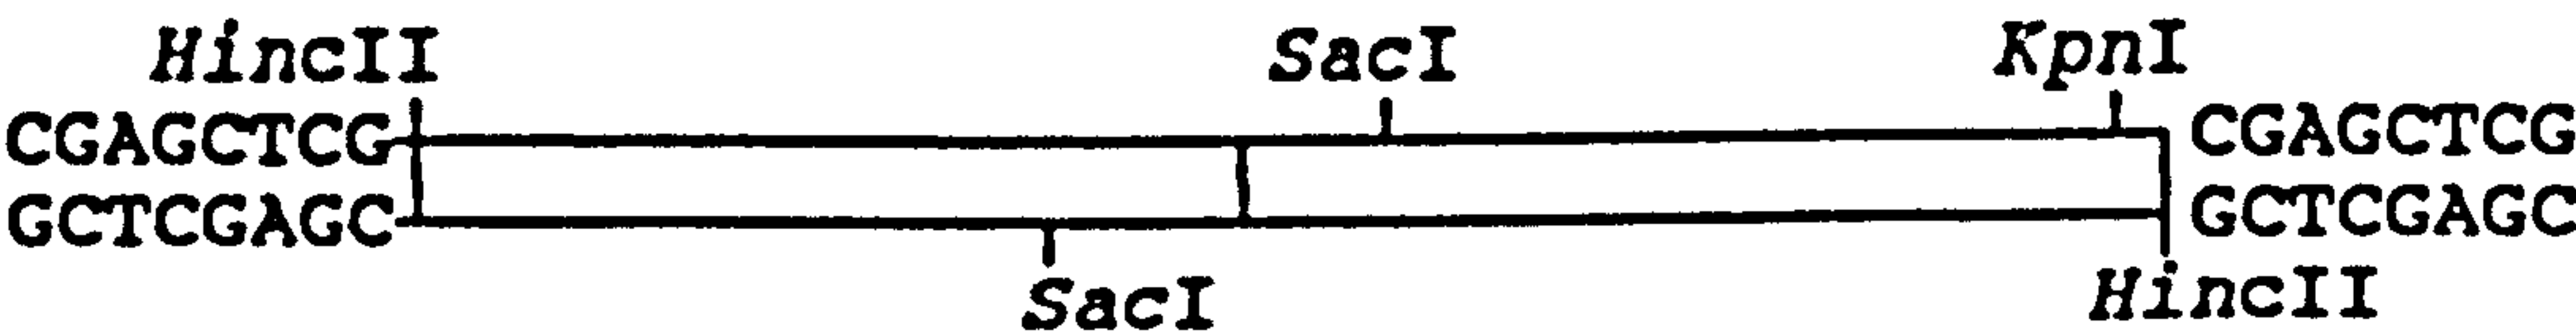 HincII SacI KpnI
CGAGCTCG CGAGCTCG
GCTCGAGC GCTCGAGC
SacI HincII